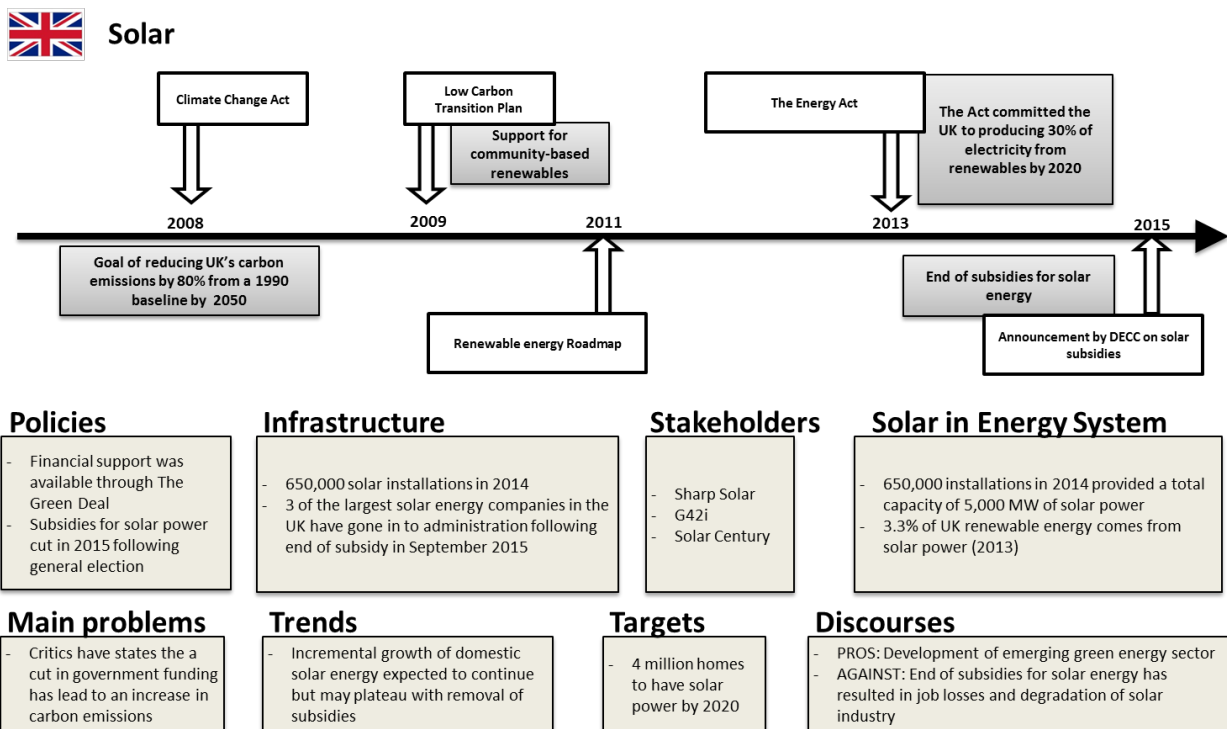 Solar
Climate Change Act
Low Carbon
Transition Plan
Support for
community-based
renewables
The Energy Act
The Act committed the
UK to producing 30% of
electricity from
renewables by 2020
2008
2009
2011
2013
2015
Goal of reducing UK's carbon
emissions by 80% from a 1990
baseline by 2050
Renewable energy Roadmap
End of subsidies for solar
energy
Announcement by DECC on solar
subsidies
Policies
- Financial support was
available through The
Green Deal
- Subsidies for solar power
cut in 2015 following
general election
Infrastructure
- 650,000 solar installations in 2014
- 3 of the largest solar energy companies in the
UK have gone in to administration following
end of subsidy in September 2015
Stakeholders
- Sharp Solar
- G42i
- Solar Century
Solar in Energy System
- 650,000 installations in 2014 provided a total
capacity of 5,000 MW of solar power
- 3.3% of UK renewable energy comes from
solar power (2013)
Main problems
- Critics have states the a
cut in government funding
has lead to an increase in
carbon emissions
Trends
- Incremental growth of domestic
solar energy expected to continue
but may plateau with removal of
subsidies
Targets
- 4 million homes
to have solar
power by 2020
Discourses
- PROS: Development of emerging green energy sector
- AGAINST: End of subsidies for solar energy has
resulted in job losses and degradation of solar
industry